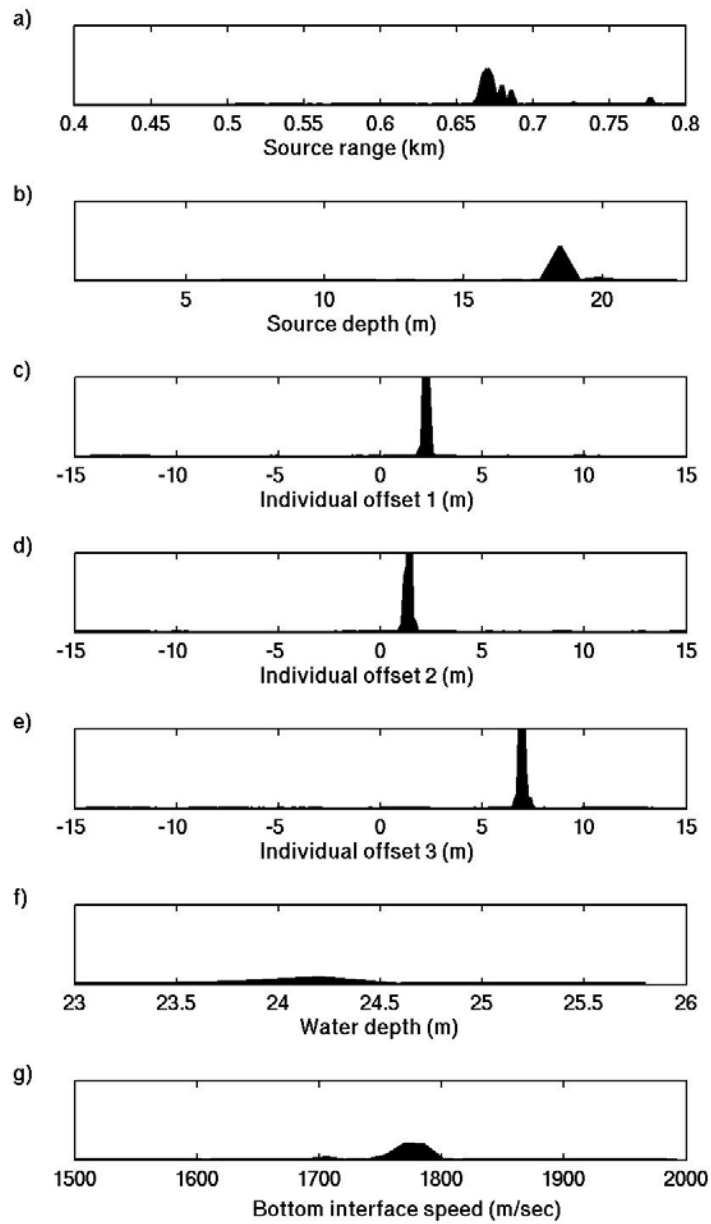 a)
0.4 0.45 0.5 0.55 0.6 0.65 0.7 0.75 0.8
Source range (km)
b)
5 10 15 20
Source depth (m)
c)
-15 -10 -5 0 5 10 15
Individual offset 1 (m)
d)
-15 -10 -5 0 5 10 15
Individual offset 2 (m)
e)
-15 -10 -5 0 5 10 15
Individual offset 3 (m)
f)
23 23.5 24 24.5 25 25.5 26
Water depth (m)
g)
1500 1600 1700 1800 1900 2000
Bottom interface speed (m/sec)